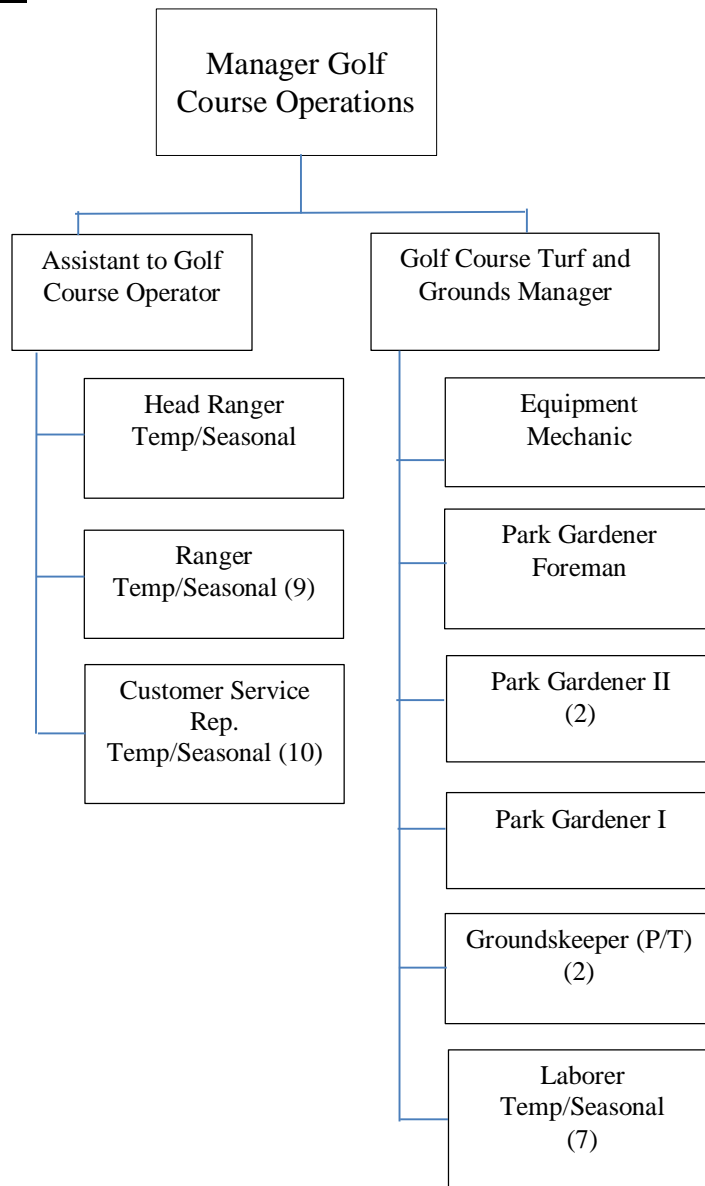 Manager Golf
Course Operations
Assistant to Golf
Course Operator
Golf Course Turf and
Grounds Manager
Head Ranger
Temp/Seasonal
Ranger
Temp/Seasonal (9)
Customer Service
Rep.
Temp/Seasonal (10)
Equipment
Mechanic
Park Gardener
Foreman
Park Gardener II
(2)
Park Gardener I
Groundskeeper (P/T)
(2)
Laborer
Temp/Seasonal
(7)